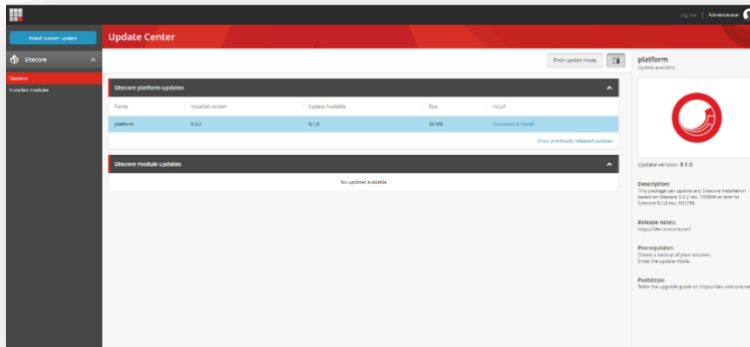 Log out | Administrator
Install custom update
Update Center
Sitecore
Updates
Installed modules
Enter update mode
Sitecore platform updates
Name Installed version Update Available Size Install
platform 9.0.2 9.1.0 30 MB Download & Install
Show previously released updates
Sitecore module updates
No updates available
platform
Update available
Update version: 9.1.0
Description:
This package can update any Sitecore installation
based on Sitecore 9.0.2 rev. 180604 or later to
Sitecore 9.1.0 rev.
Release notes:
Prerequisites:
Create a backup of your solution.
Enter the update mode.
Poststeps:
Refer the upgrade guide on